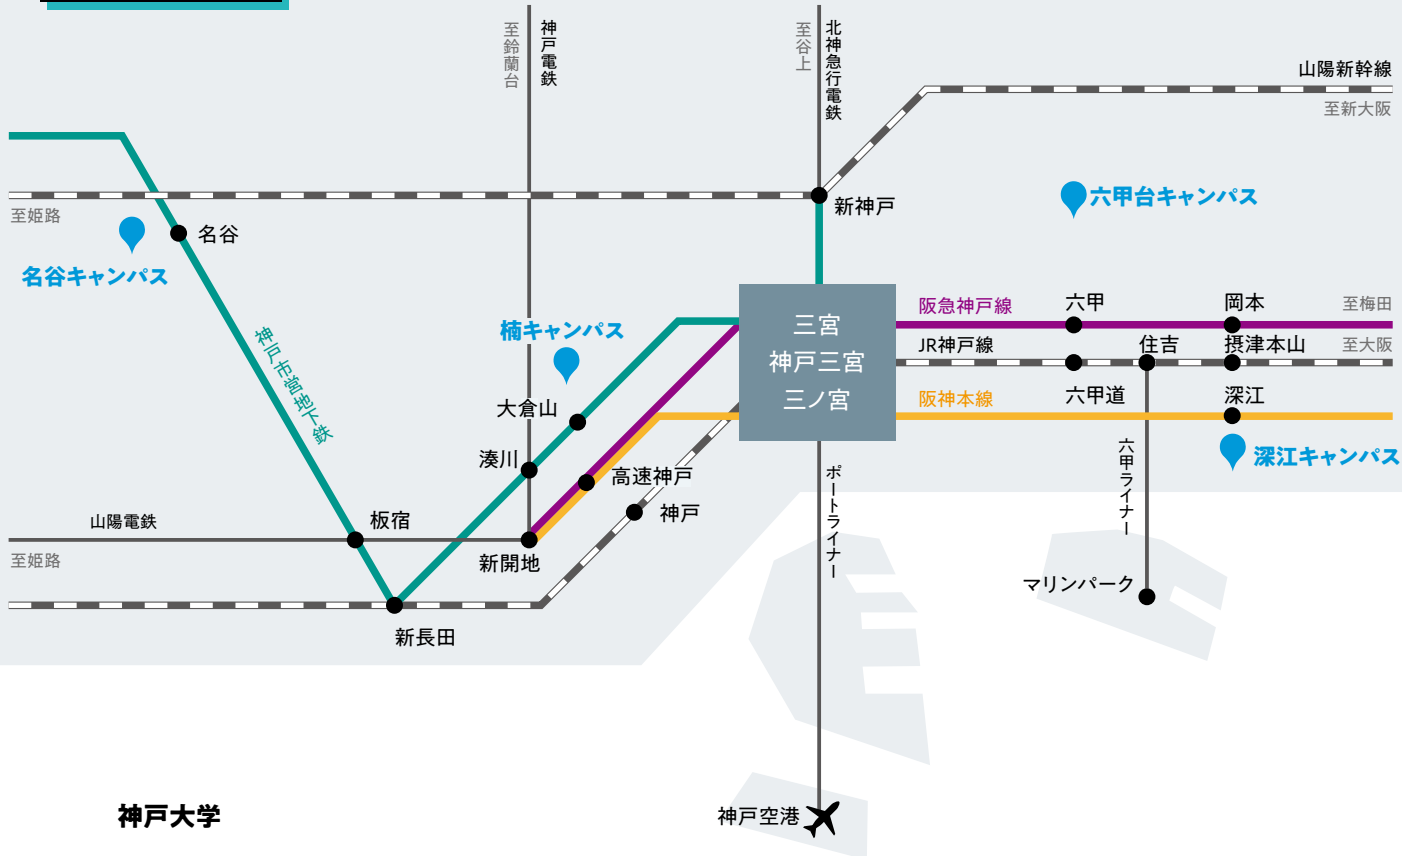 至鈴蘭台
神戸電鉄
至谷上
北神急行電鉄
山陽新幹線
至新大阪
至姫路
新神戸
六甲台キャンパス
名谷
名谷キャンパス
神戸市営地下鉄
楠キャンパス
三宮
神戸三宮
三ノ宮
阪急神戸線
六甲
岡本
至梅田
JR神戸線
住吉
摂津本山
至大阪
阪神本線
六甲道
深江
深江キャンパス
大倉山
湊川
高速神戸
神戸
山陽電鉄
板宿
至姫路
新開地
新長田
ポートライナー
六甲ライナー
マリンパーク
神戸大学
神戸空港